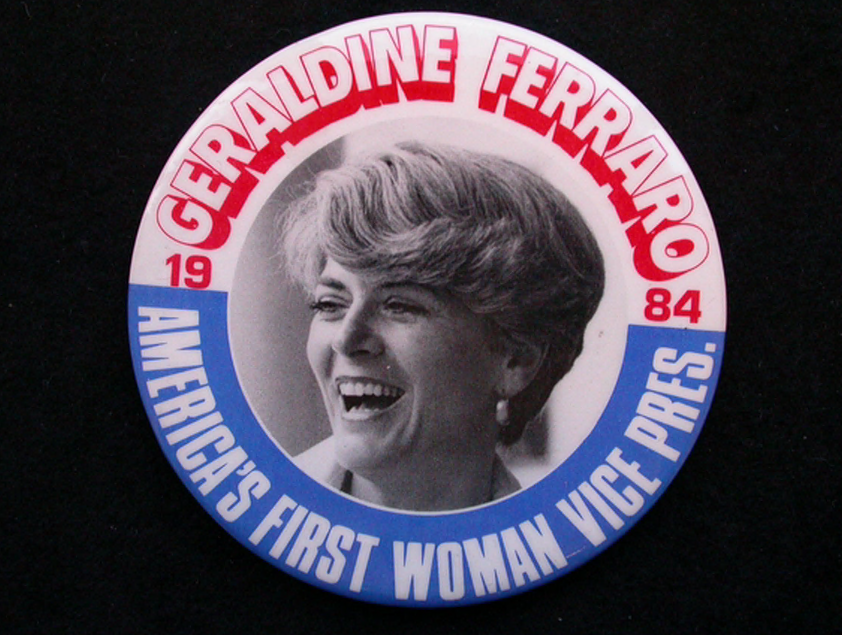 GERALDINE FERRARO
19 84
AMERICA'S FIRST WOMAN VICE PRES.